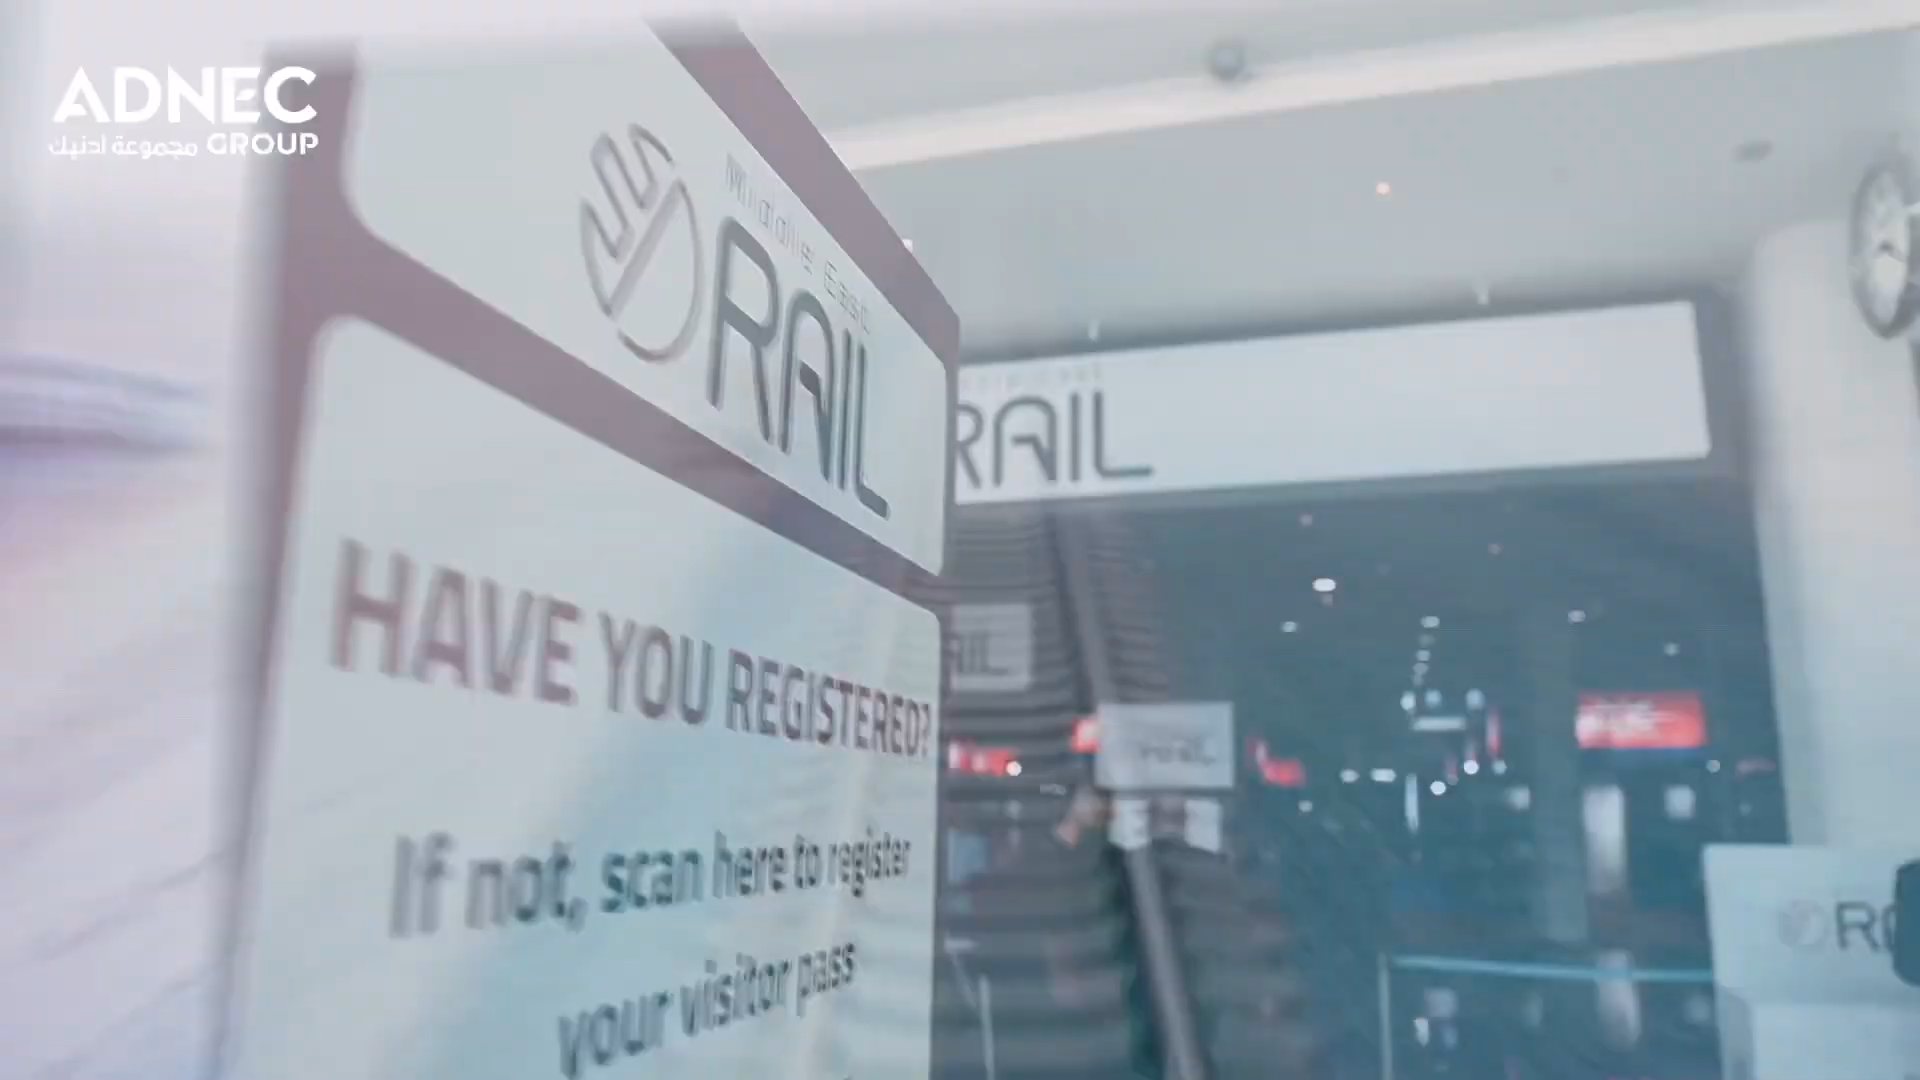 ADNEC
مجموعة أدنيك GROUP
Middle East
RAIL
HAVE YOU REGISTERED?
If not, scan here to register
your visitor pass
RAIL